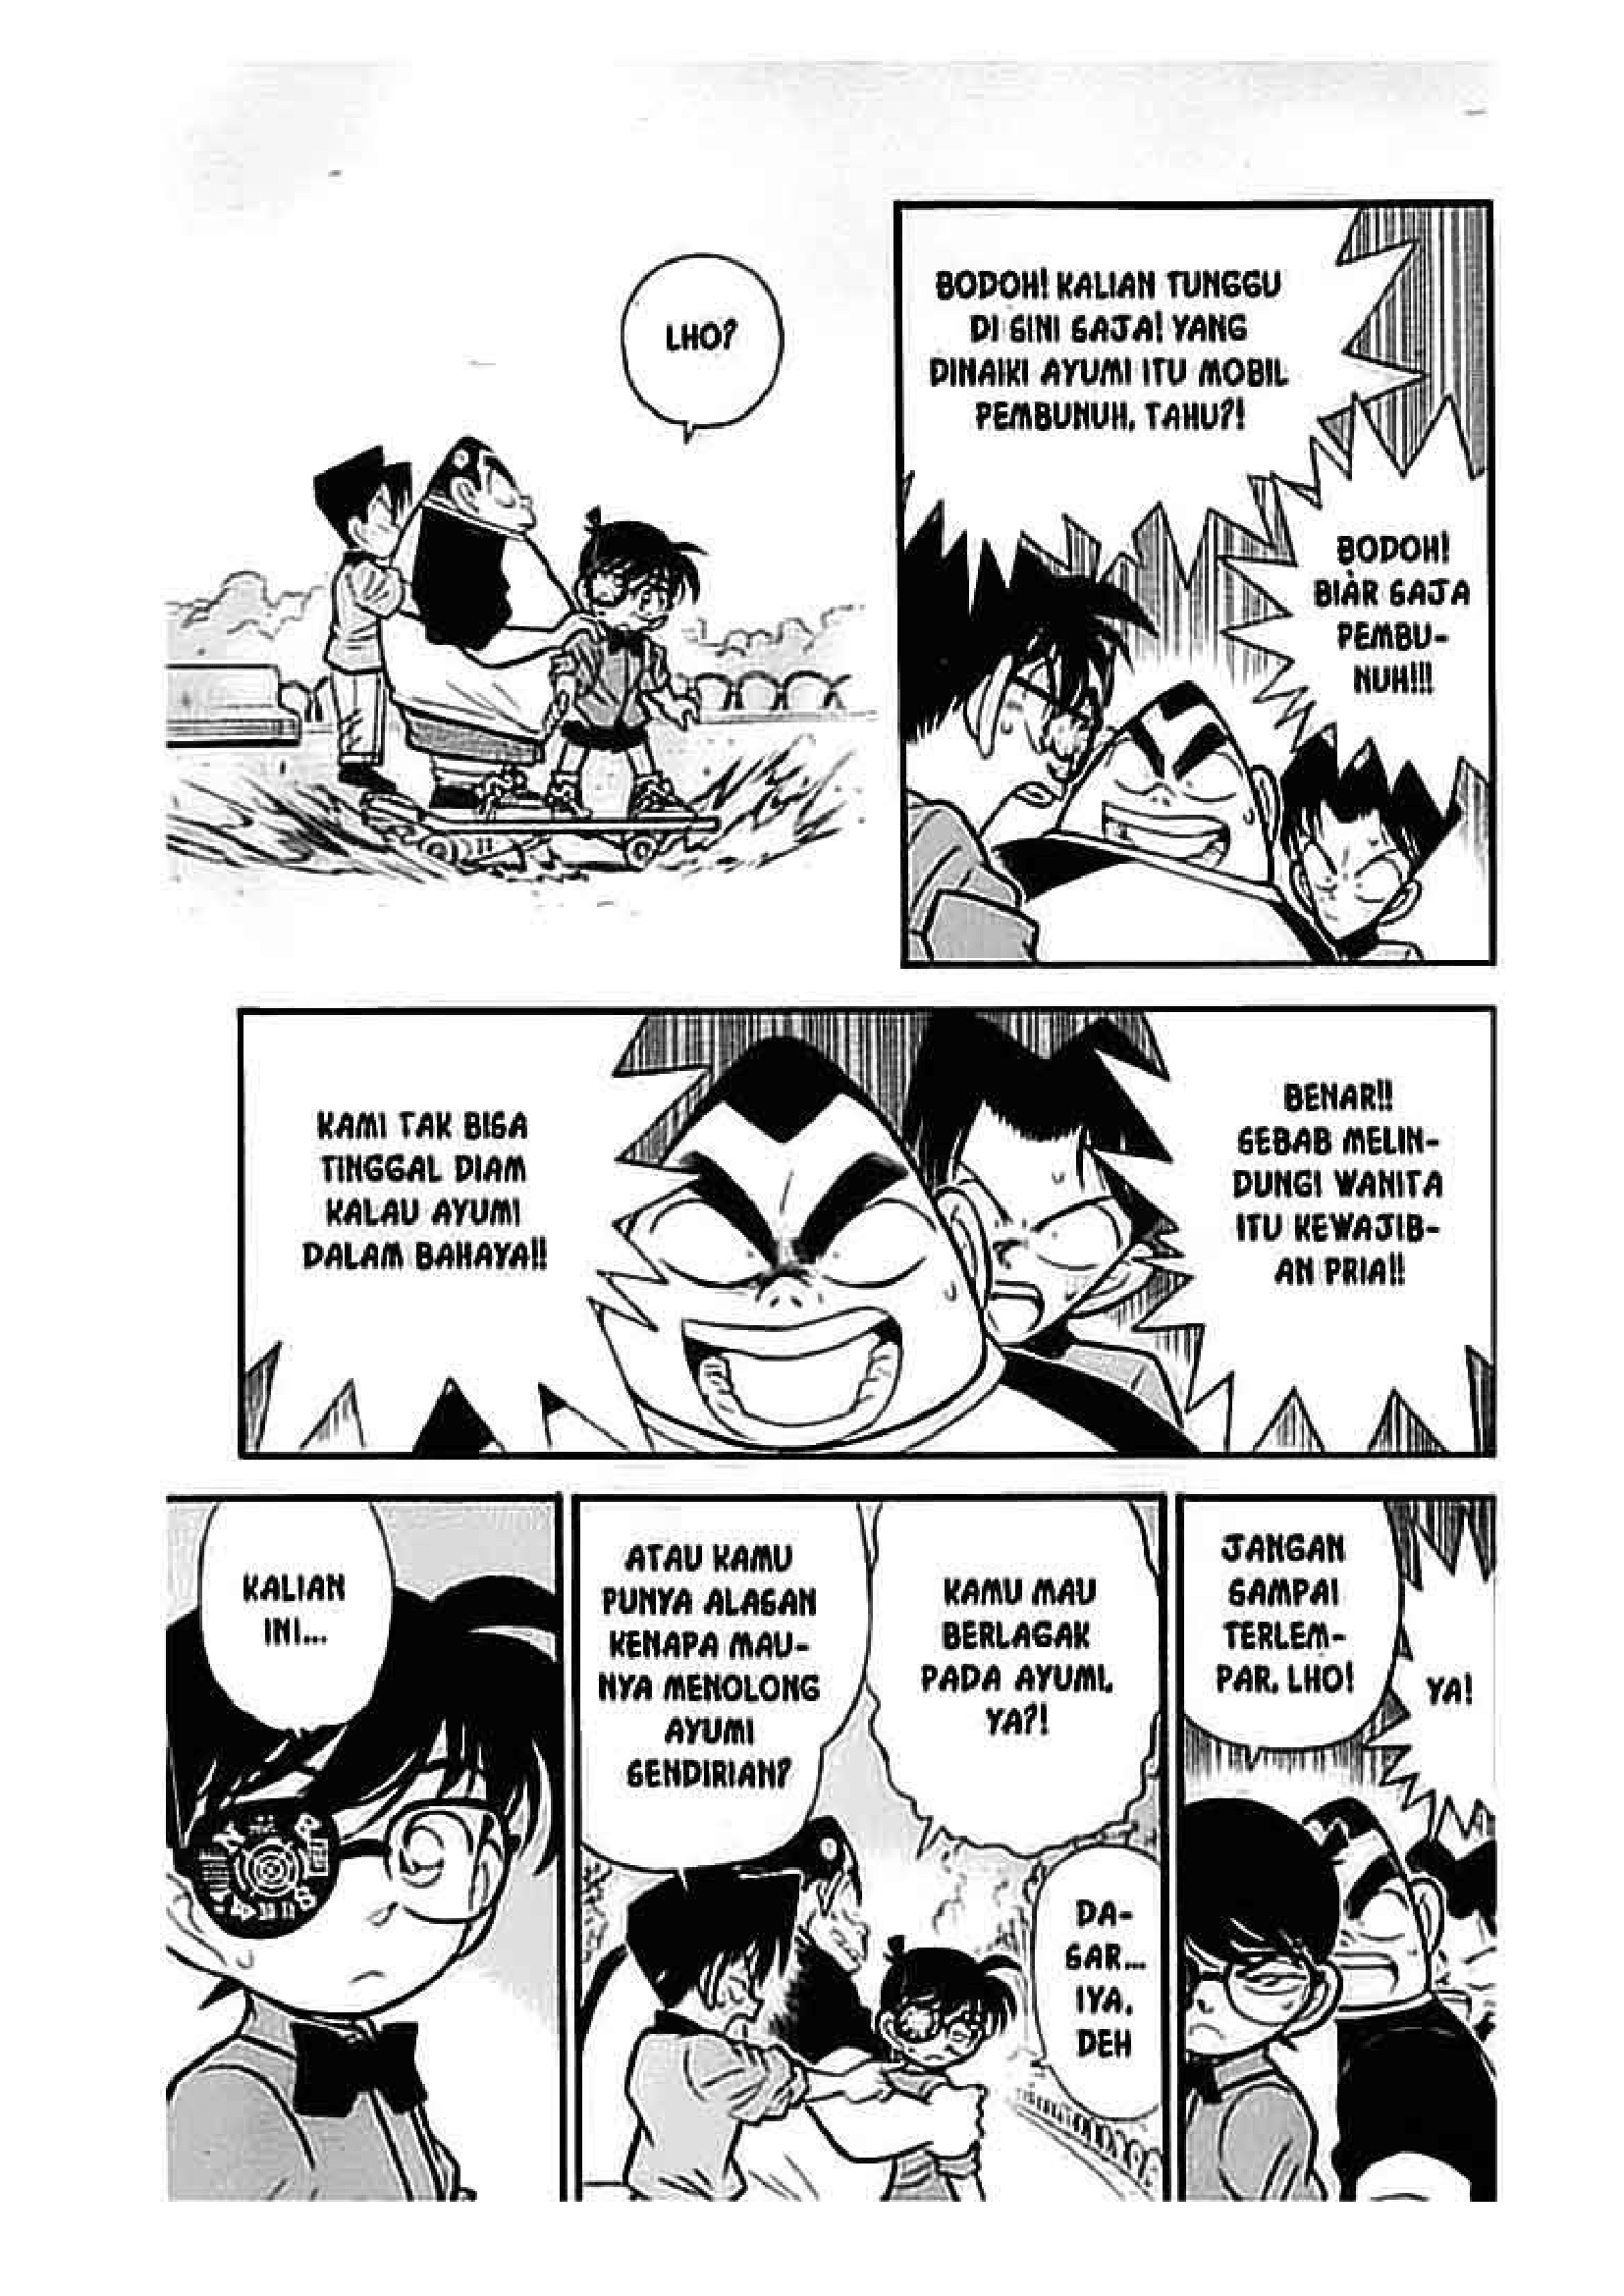 BODOH! KALIAN TUNGGU
DI SINI SAJA! YANG
DINAIKI AYUMI ITU MOBIL
PEMBUNUH, TAHU?!
BODOH!
BIAR SAJA
PEMBU-
NUH!!!
LHO?
BENAR!!
SEBAB MELIN-
DUNGI WANITA
ITU KEWAJIB-
AN PRIA!!
KAMI TAK BISA
TINGGAL DIAM
KALAU AYUMI
DALAM BAHAYA!!
JANGAN
SAMPAI
TERLEM-
PAR, LHO!
YA!
KAMU MAU
BERLAGAK
PADA AYUMI,
YA?!
ATAU KAMU
PUNYA ALASAN
KENAPA MAU-
NYA MENOLONG
AYUMI
SENDIRIAN?
DA-
SAR...
IYA,
DEH
KALIAN
INI...